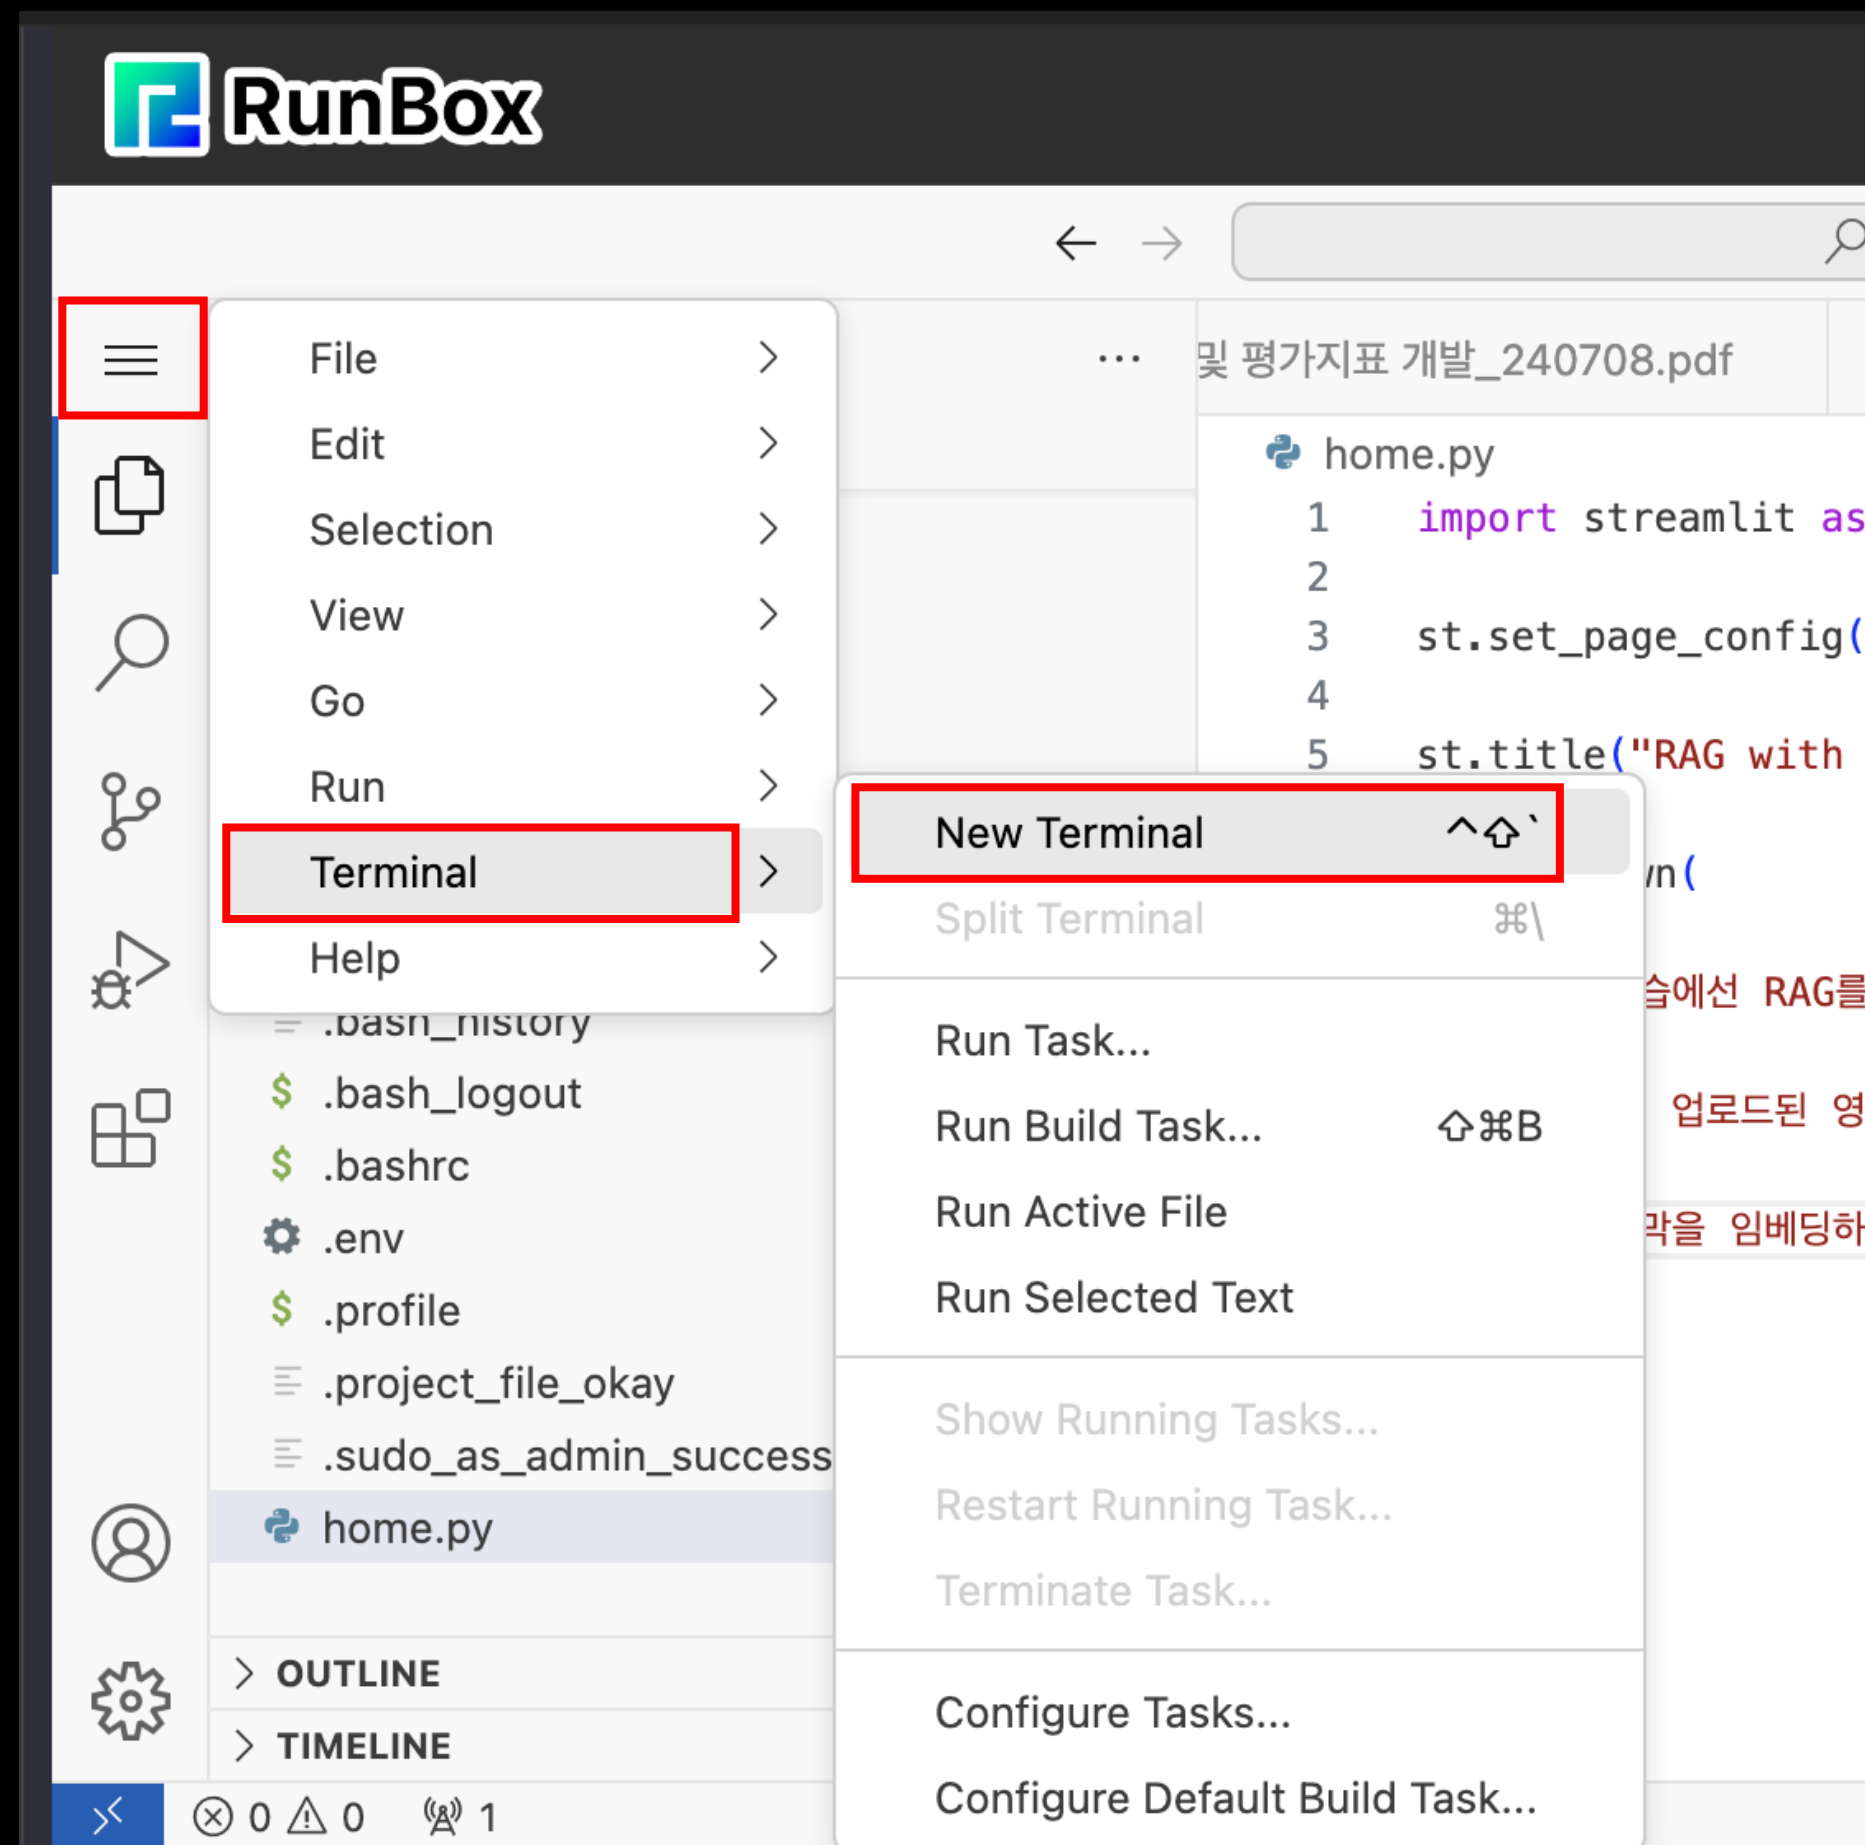 RunBox
File
Edit
Selection
View
Go
Run
Terminal
Help
New Terminal ^⇧`
Split Terminal ⌘\
Run Task...
Run Build Task... ⇧⌘B
Run Active File
Run Selected Text
Show Running Tasks...
Restart Running Task...
Terminate Task...
Configure Tasks...
Configure Default Build Task...
.bash_history
.bash_logout
.bashrc
.env
.profile
.project_file_okay
.sudo_as_admin_success
home.py
OUTLINE
TIMELINE
0 0 1
및 평가지표 개발_240708.pdf
home.py
1 import streamlit as
2
3 st.set_page_config(
4
5 st.title("RAG with
wn(
습에선 RAG를
업로드된 영
막을 임베딩하